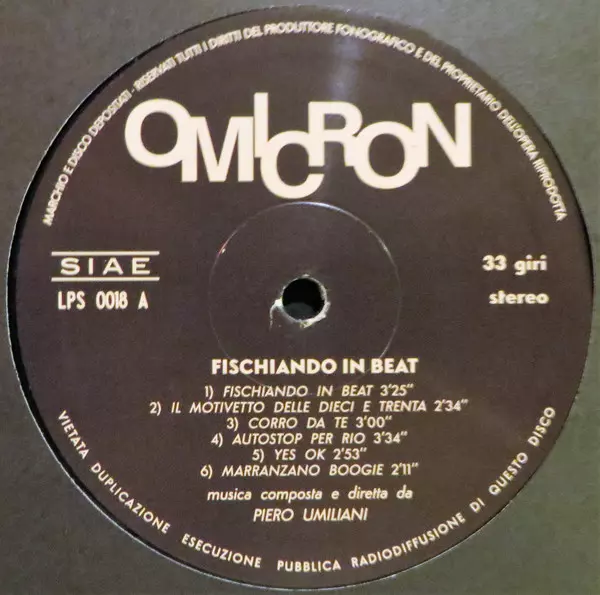 MARCHIO E DISCO DEPOSITATI - RISERVATI TUTTI I DIRITTI DEL PRODUTTORE FONOGRAFICO E DEL PROPRIETARIO DELL'OPERA RIPRODOTTA
OMICRON
SIAE
LPS 0018 A
33 giri
stereo
FISCHIANDO IN BEAT
1) FISCHIANDO IN BEAT 3'25"
2) IL MOTIVETTO DELLE DIECI E TRENTA 2'34"
3) CORRO DA TE 3'00"
4) AUTOSTOP PER RIO 3'34"
5) YES OK 2'53"
6) MARRANZANO BOOGIE 2'11"
musica composta e diretta da
PIERO UMILIANI
VIETATA DUPLICAZIONE ESECUZIONE PUBBLICA RADIODIFFUSIONE DI QUESTO DISCO